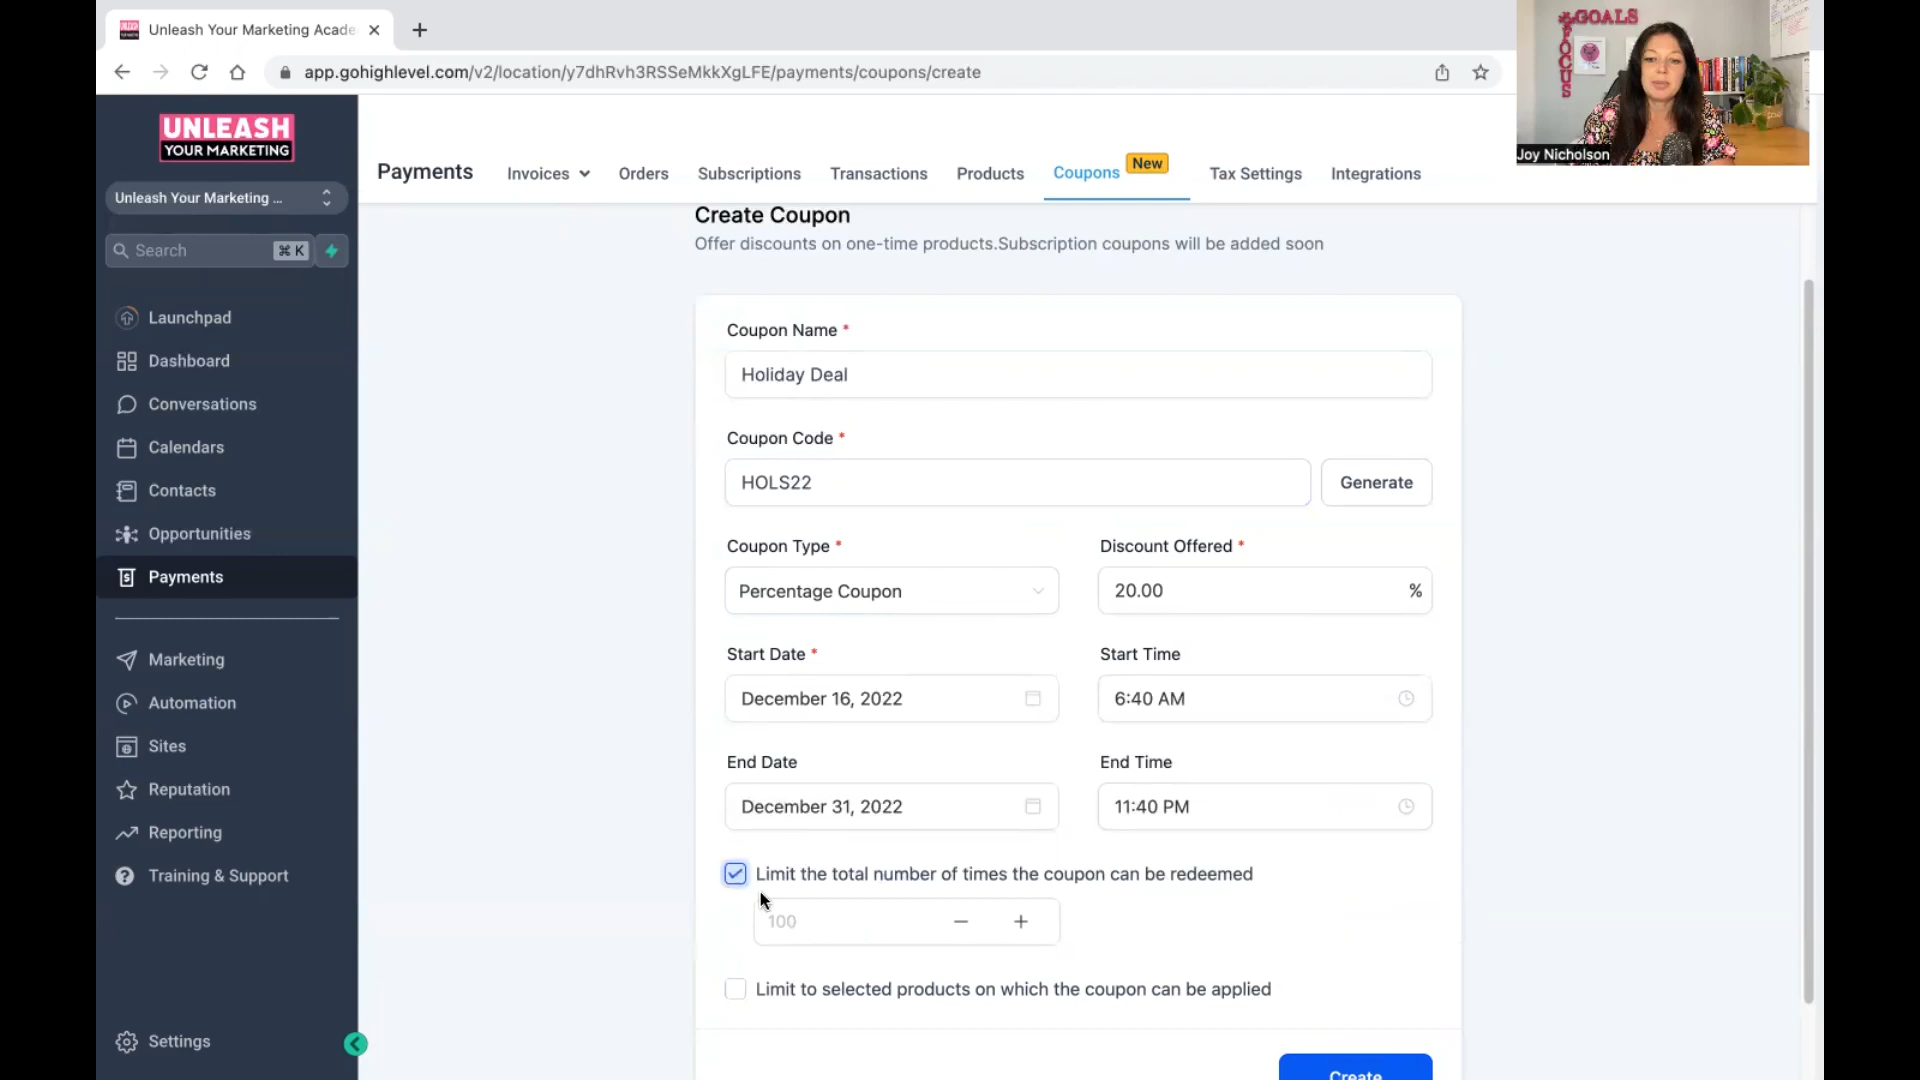 Unleash Your Marketing Acade
app.gohighlevel.com/v2/location/y7dhRvh3RSSeMkkXgLFE/payments/coupons/create
GOALS
FOCUS
Joy Nicholson
UNLEASH
YOUR MARKETING
Unleash Your Marketing ...
Search ⌘ K
Launchpad
Dashboard
Conversations
Calendars
Contacts
Opportunities
Payments
Marketing
Automation
Sites
Reputation
Reporting
Training & Support
Settings
Payments Invoices Orders Subscriptions Transactions Products Coupons New Tax Settings Integrations
Create Coupon
Offer discounts on one-time products.Subscription coupons will be added soon
Coupon Name *
Holiday Deal
Coupon Code *
HOLS22 Generate
Coupon Type * Discount Offered *
Percentage Coupon 20.00 %
Start Date * Start Time
December 16, 2022 6:40 AM
End Date End Time
December 31, 2022 11:40 PM
Limit the total number of times the coupon can be redeemed
100 − +
Limit to selected products on which the coupon can be applied
Create